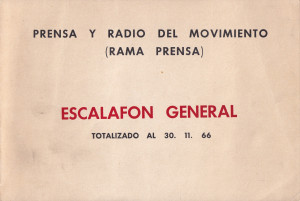 PRENSA Y RADIO DEL MOVIMIENTO
(RAMA PRENSA)
ESCALAFON GENERAL
TOTALIZADO AL 30. 11. 66